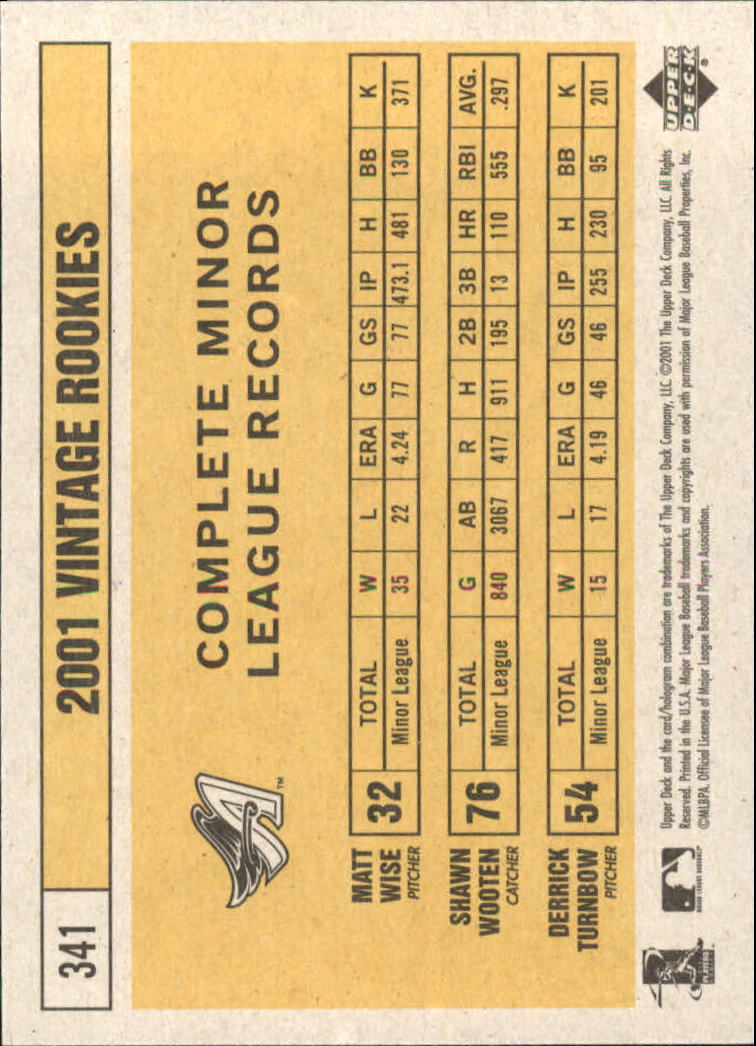 341 2001 VINTAGE ROOKIES
COMPLETE MINOR
LEAGUE RECORDS
A
™
MATT
WISE
PITCHER
32
TOTAL W L ERA G GS IP H BB K
Minor League 35 22 4.24 77 77 473.1 481 130 371
SHAWN
WOOTEN
CATCHER
76
TOTAL G AB R H 2B 3B HR RBI AVG.
Minor League 840 3067 417 911 195 13 110 555 .297
DERRICK
TURNBOW
PITCHER
54
TOTAL W L ERA G GS IP H BB K
Minor League 15 17 4.19 46 46 255 230 95 201
PLAYERS
MAJOR LEAGUE BASEBALL
Upper Deck and the card/hologram combination are trademarks of The Upper Deck Company, LLC. ©2001 The Upper Deck Company, LLC. All Rights
Reserved. Printed in the U.S.A. Major League Baseball trademarks and copyrights are used with permission of Major League Baseball Properties, Inc.
©MLBPA. Official Licensee of Major League Baseball Players Association.
UPPER
DECK
®